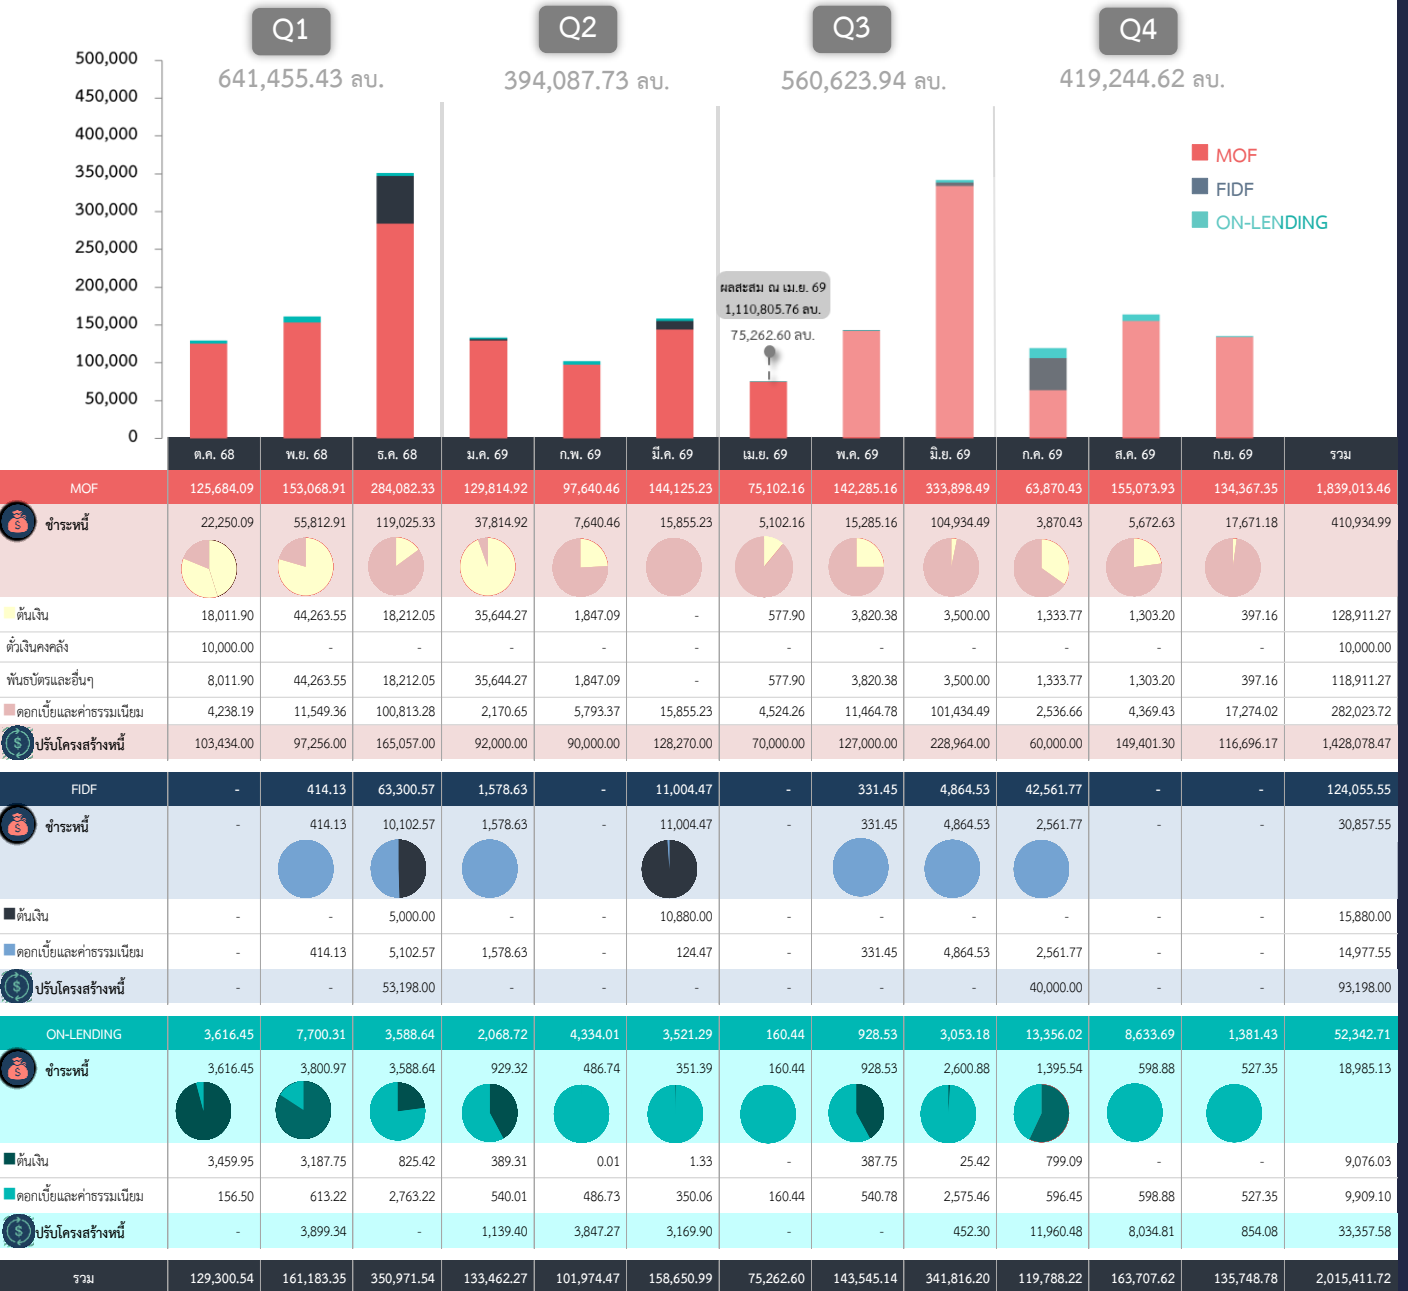 Q1
Q2
Q3
Q4
641,455.43 ลบ.
394,087.73 ลบ.
560,623.94 ลบ.
419,244.62 ลบ.
500,000
450,000
400,000
350,000
300,000
250,000
200,000
150,000
100,000
50,000
0
MOF
FIDF
ON-LENDING
ผลสะสม ณ เม.ย. 69
1,110,805.76 ลบ.
75,262.60 ลบ.
ต.ค. 68 พ.ย. 68 ธ.ค. 68 ม.ค. 69 ก.พ. 69 มี.ค. 69 เม.ย. 69 พ.ค. 69 มิ.ย. 69 ก.ค. 69 ส.ค. 69 ก.ย. 69 รวม
MOF 125,684.09 153,068.91 284,082.33 129,814.92 97,640.46 144,125.23 75,102.16 142,285.16 333,898.49 63,870.43 155,073.93 134,367.35 1,839,013.46
ชำระหนี้ 22,250.09 55,812.91 119,025.33 37,814.92 7,640.46 15,855.23 5,102.16 15,285.16 104,934.49 3,870.43 5,672.63 17,671.18 410,934.99
ต้นเงิน 18,011.90 44,263.55 18,212.05 35,644.27 1,847.09 - 577.90 3,820.38 3,500.00 1,333.77 1,303.20 397.16 128,911.27
ตั๋วเงินคงคลัง 10,000.00 - - - - - - - - - - - 10,000.00
พันธบัตรและอื่นๆ 8,011.90 44,263.55 18,212.05 35,644.27 1,847.09 - 577.90 3,820.38 3,500.00 1,333.77 1,303.20 397.16 118,911.27
ดอกเบี้ยและค่าธรรมเนียม 4,238.19 11,549.36 100,813.28 2,170.65 5,793.37 15,855.23 4,524.26 11,464.78 101,434.49 2,536.66 4,369.43 17,274.02 282,023.72
ปรับโครงสร้างหนี้ 103,434.00 97,256.00 165,057.00 92,000.00 90,000.00 128,270.00 70,000.00 127,000.00 228,964.00 60,000.00 149,401.30 116,696.17 1,428,078.47
FIDF - 414.13 63,300.57 1,578.63 - 11,004.47 - 331.45 4,864.53 42,561.77 - - 124,055.55
ชำระหนี้ - 414.13 10,102.57 1,578.63 - 11,004.47 - 331.45 4,864.53 2,561.77 - - 30,857.55
ต้นเงิน - - 5,000.00 - - 10,880.00 - - - - - - 15,880.00
ดอกเบี้ยและค่าธรรมเนียม - 414.13 5,102.57 1,578.63 - 124.47 - 331.45 4,864.53 2,561.77 - - 14,977.55
ปรับโครงสร้างหนี้ - - 53,198.00 - - - - - - 40,000.00 - - 93,198.00
ON-LENDING 3,616.45 7,700.31 3,588.64 2,068.72 4,334.01 3,521.29 160.44 928.53 3,053.18 13,356.02 8,633.69 1,381.43 52,342.71
ชำระหนี้ 3,616.45 3,800.97 3,588.64 929.32 486.74 351.39 160.44 928.53 2,600.88 1,395.54 598.88 527.35 18,985.13
ต้นเงิน 3,459.95 3,187.75 825.42 389.31 0.01 1.33 - 387.75 25.42 799.09 - - 9,076.03
ดอกเบี้ยและค่าธรรมเนียม 156.50 613.22 2,763.22 540.01 486.73 350.06 160.44 540.78 2,575.46 596.45 598.88 527.35 9,909.10
ปรับโครงสร้างหนี้ - 3,899.34 - 1,139.40 3,847.27 3,169.90 - - 452.30 11,960.48 8,034.81 854.08 33,357.58
รวม 129,300.54 161,183.35 350,971.54 133,462.27 101,974.47 158,650.99 75,262.60 143,545.14 341,816.20 119,788.22 163,707.62 135,748.78 2,015,411.72